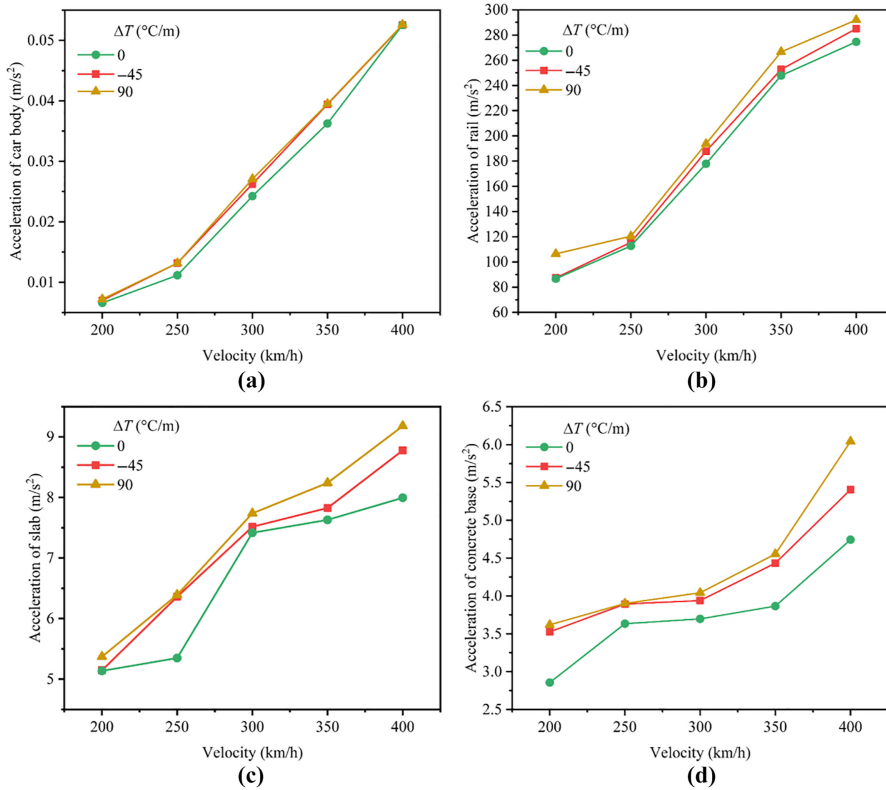 ΔT (°C/m)
0
–45
90
0.05
0.04
0.03
0.02
0.01
Acceleration of car body (m/s²)
200 250 300 350 400
Velocity (km/h)
(a)
ΔT (°C/m)
0
–45
90
300
280
260
240
220
200
180
160
140
120
100
80
60
Acceleration of rail (m/s²)
200 250 300 350 400
Velocity (km/h)
(b)
ΔT (°C/m)
0
–45
90
9
8
7
6
5
Acceleration of slab (m/s²)
200 250 300 350 400
Velocity (km/h)
(c)
ΔT (°C/m)
0
–45
90
6.5
6.0
5.5
5.0
4.5
4.0
3.5
3.0
2.5
Acceleration of concrete base (m/s²)
200 250 300 350 400
Velocity (km/h)
(d)